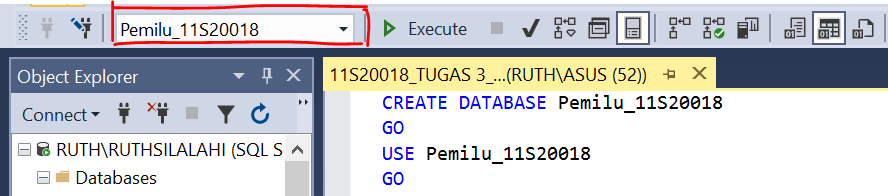 Pemilu_11S20018
Execute
Object Explorer
11S20018_TUGAS 3_...(RUTH\ASUS (52))
Connect
CREATE DATABASE Pemilu_11S20018
GO
RUTH\RUTHSILALAHI (SQL S
USE Pemilu_11S20018
Databases
GO